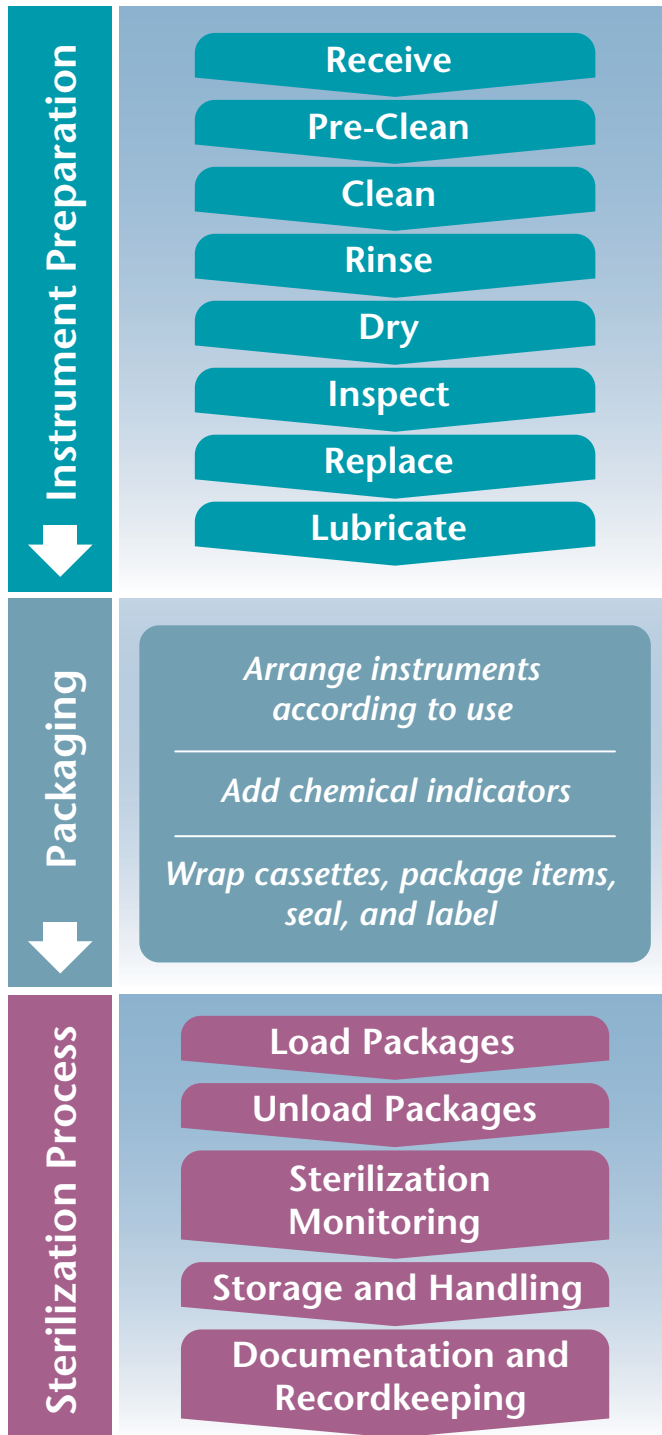 Instrument Preparation
Receive
Pre-Clean
Clean
Rinse
Dry
Inspect
Replace
Lubricate
Packaging
Arrange instruments
according to use
Add chemical indicators
Wrap cassettes, package items,
seal, and label
Sterilization Process
Load Packages
Unload Packages
Sterilization
Monitoring
Storage and Handling
Documentation and
Recordkeeping